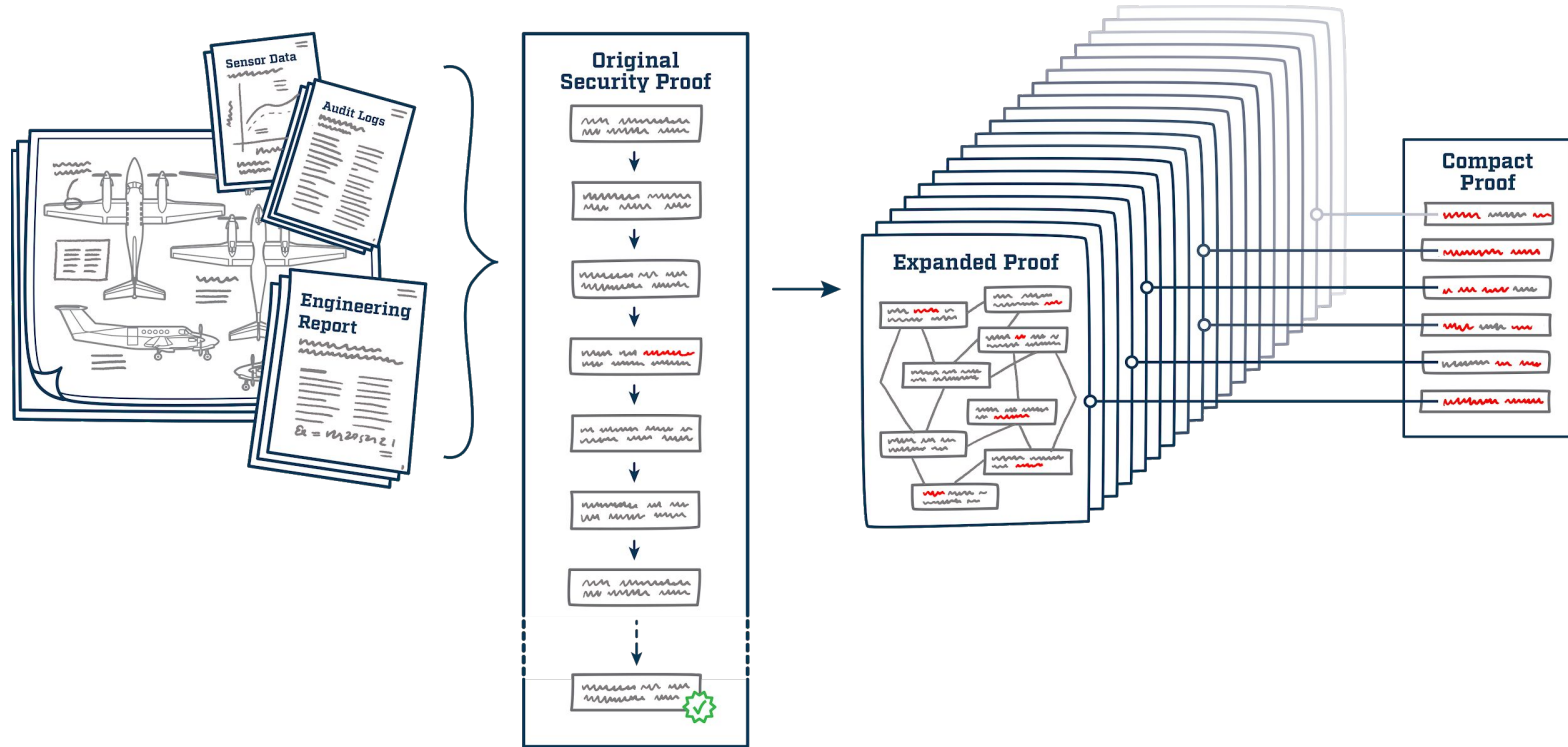 Sensor Data
Audit Logs
Engineering
Report
Original
Security Proof
Expanded Proof
Compact
Proof